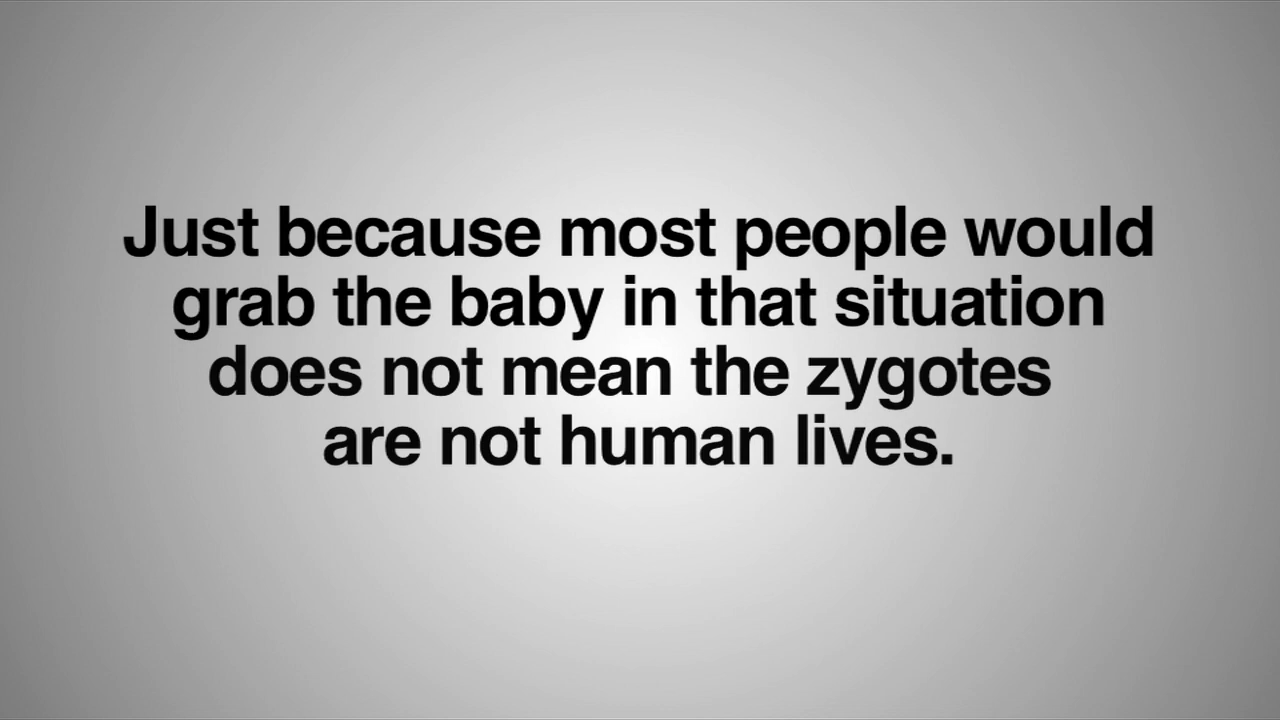 Just because most people would
grab the baby in that situation
does not mean the zygotes
are not human lives.